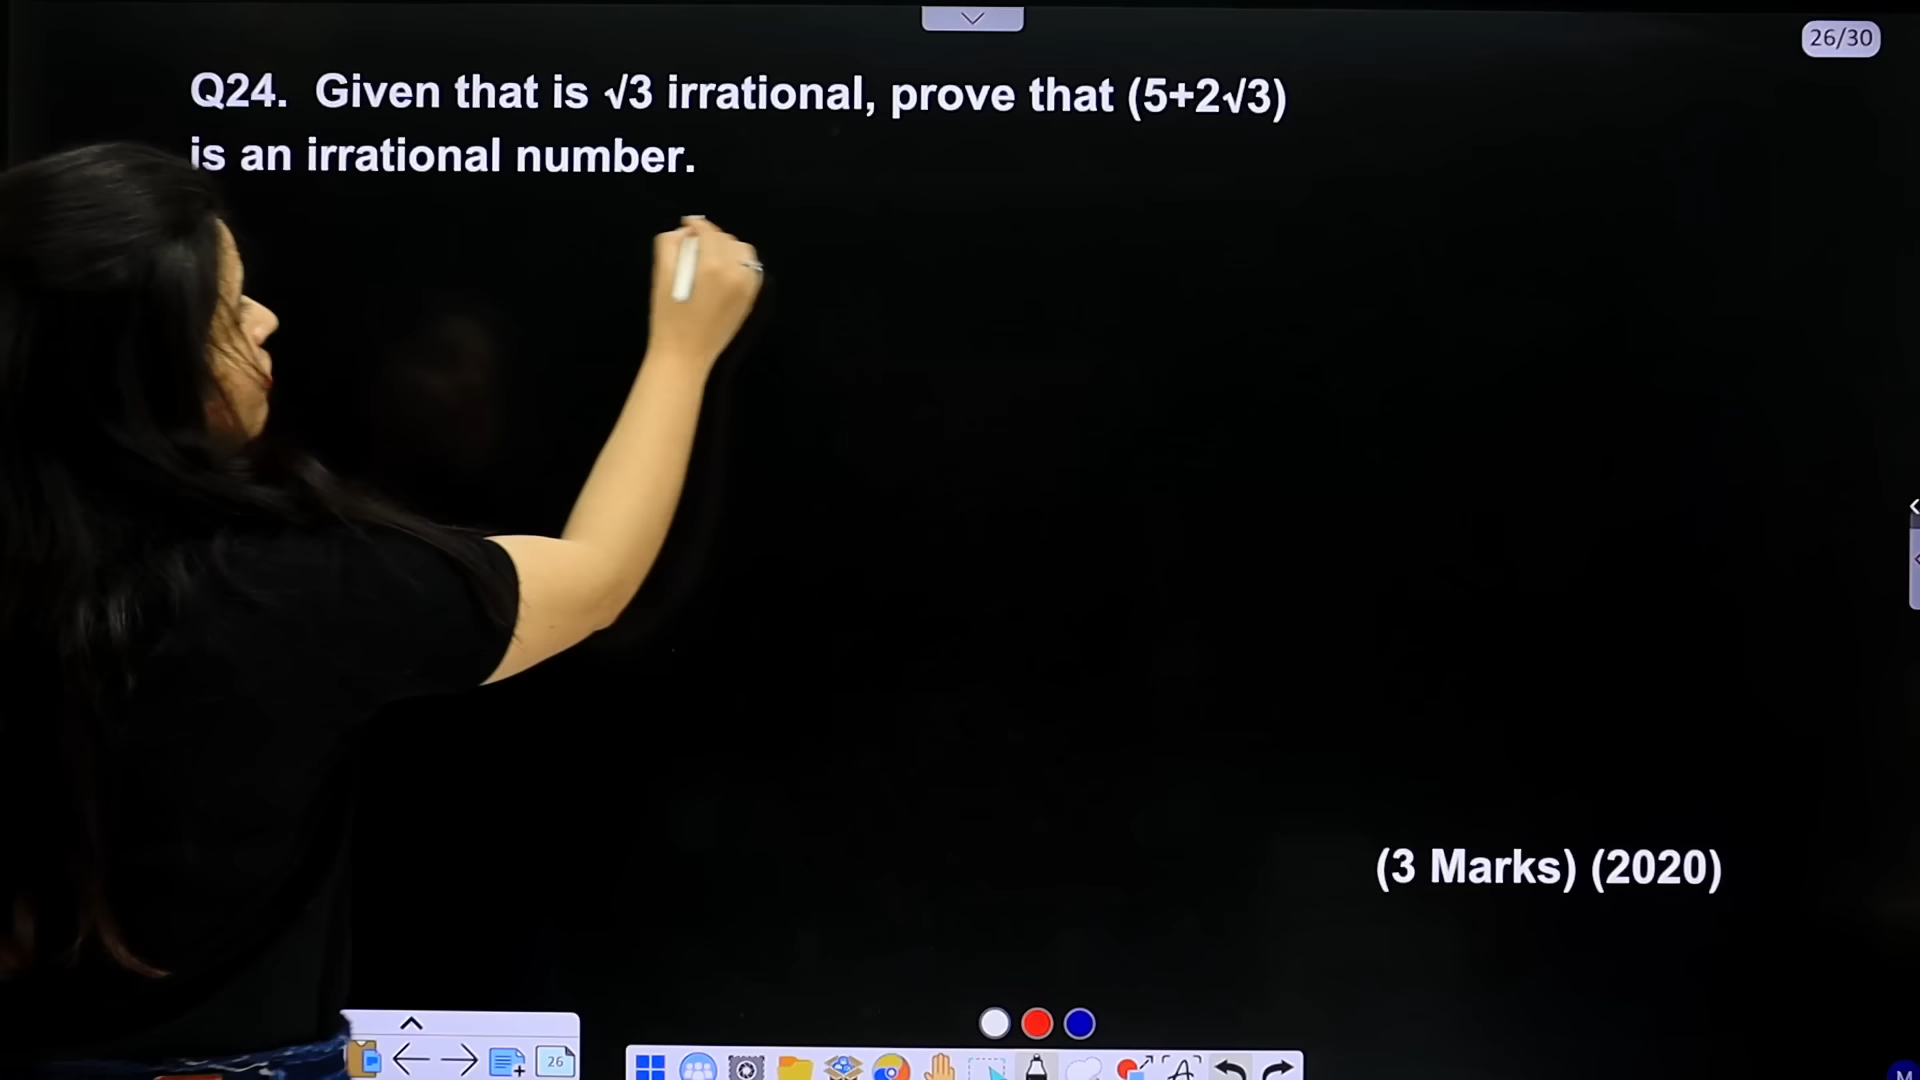 26/30
Q24. Given that is √3 irrational, prove that (5+2√3)
is an irrational number.
(3 Marks) (2020)
26